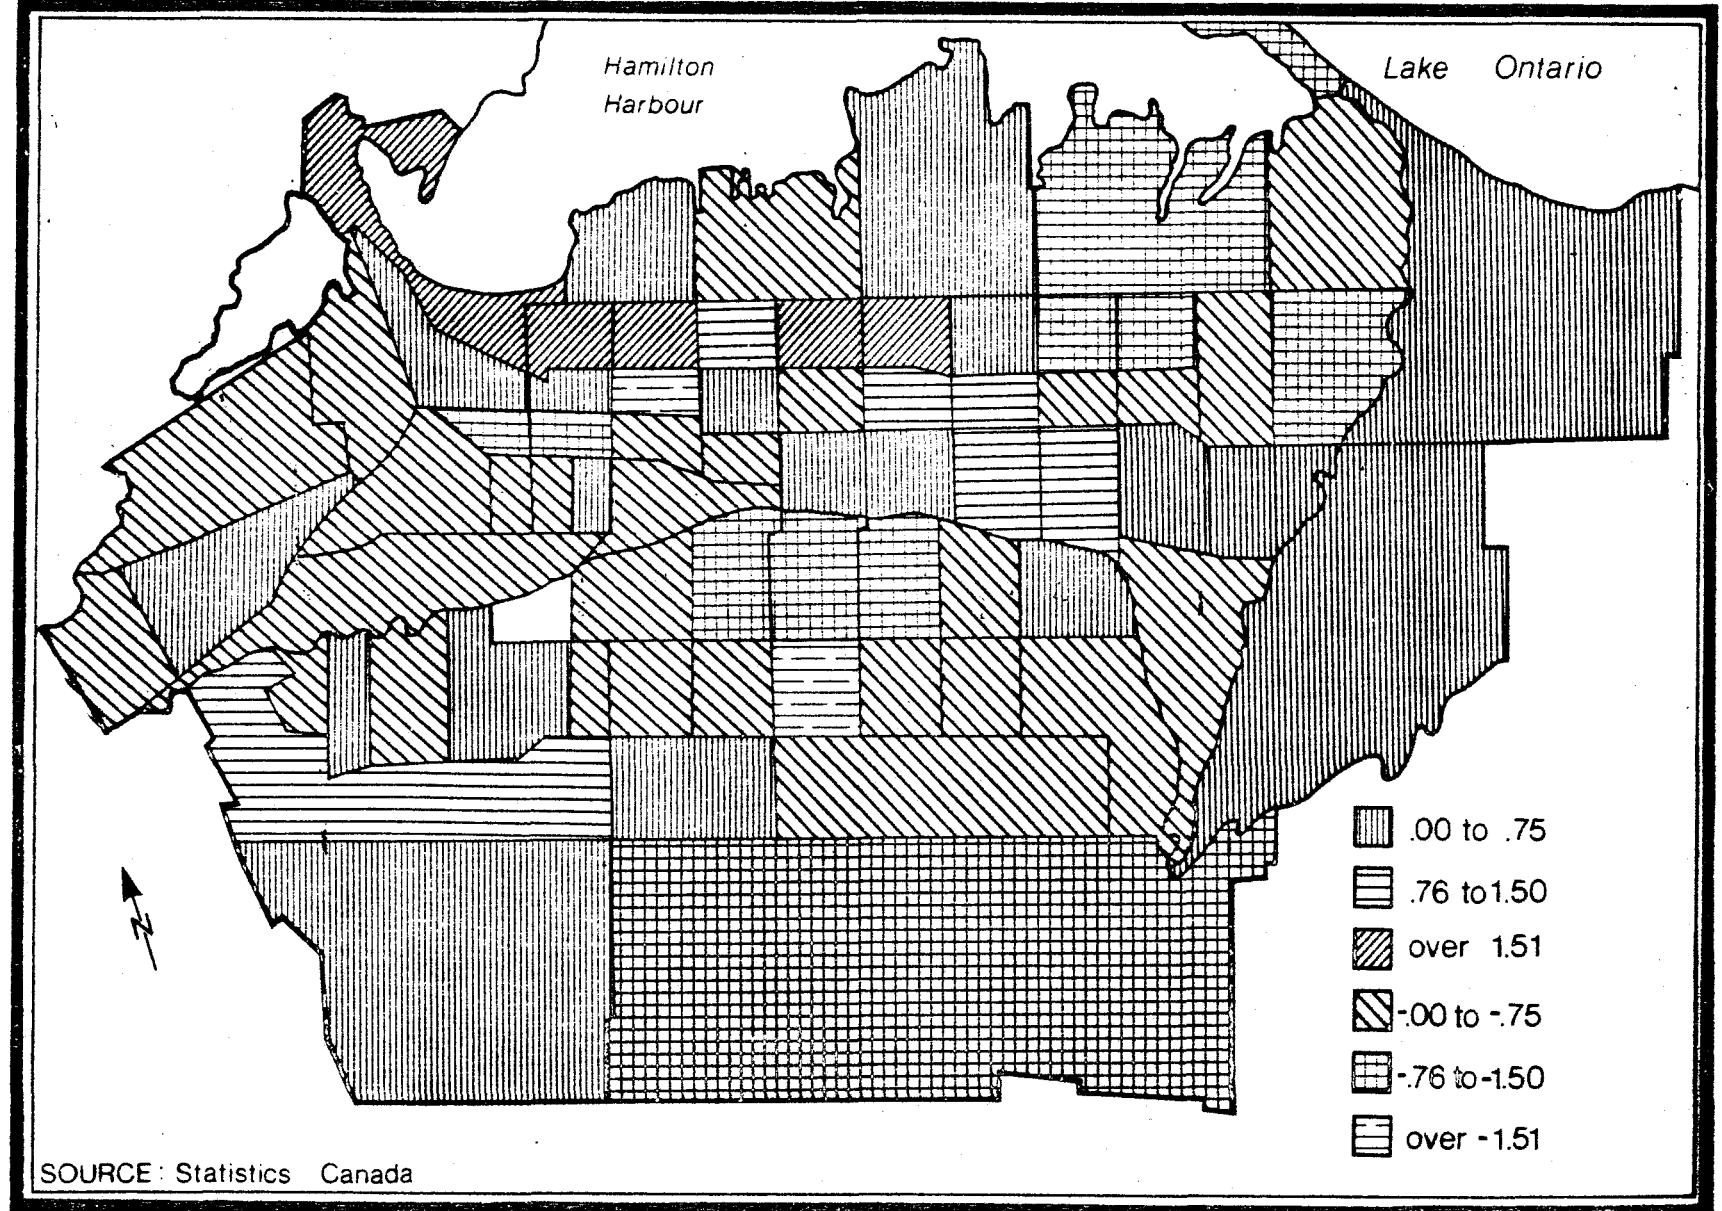 Hamilton
Harbour
Lake Ontario
.00 to .75
.76 to 1.50
over 1.51
-.00 to -.75
-.76 to -1.50
over -1.51
N
SOURCE: Statistics Canada